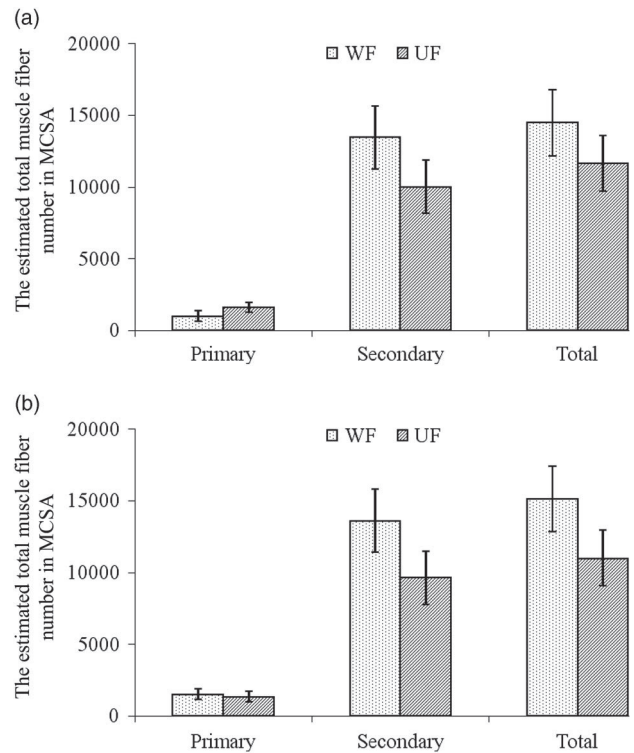 (a)
The estimated total muscle fiber
number in MCSA
20000
15000
10000
5000
0
WF UF
Primary Secondary Total
(b)
The estimated total muscle fiber
number in MCSA
20000
15000
10000
5000
0
WF UF
Primary Secondary Total